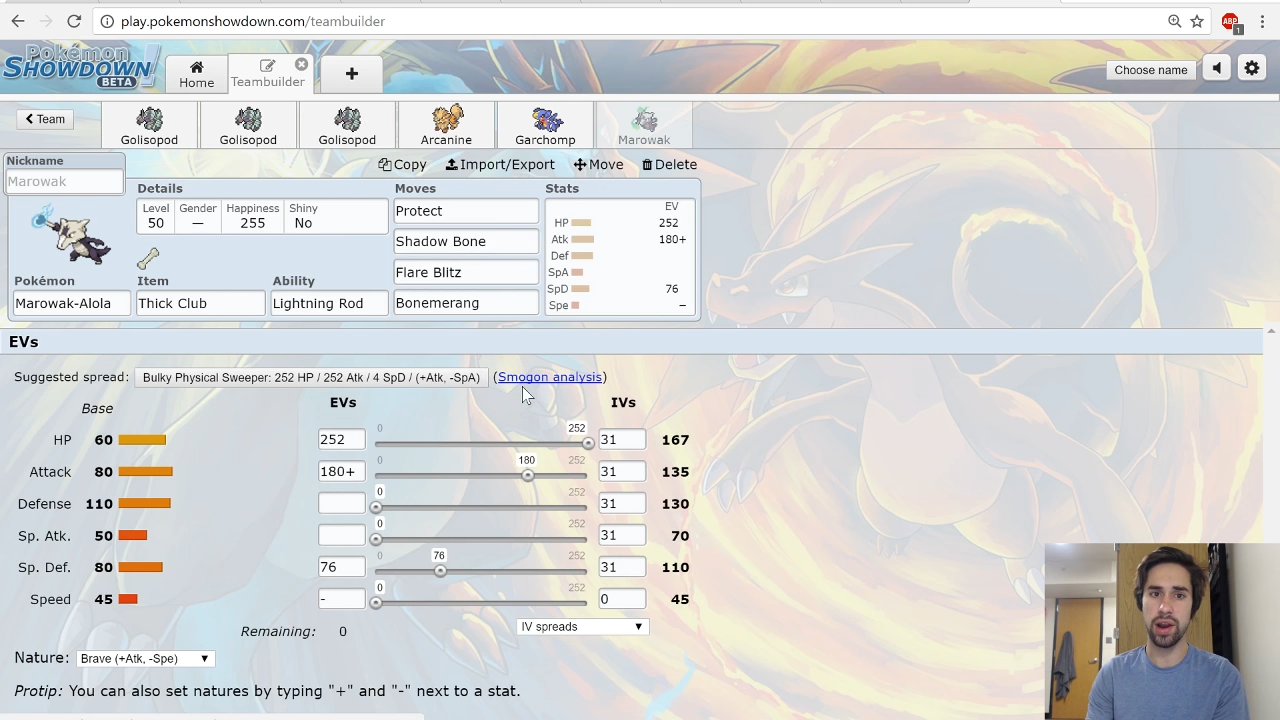 play.pokemonshowdown.com/teambuilder
ABP
1
Pokémon
SHOWDOWN!
BETA
Home
Teambuilder
+
Choose name
Team
Golisopod
Golisopod
Golisopod
Arcanine
Garchomp
Marowak
Copy
Import/Export
Move
Delete
Nickname
Marowak
Details
Level Gender Happiness Shiny
50 — 255 No
Pokémon
Marowak-Alola
Item
Thick Club
Ability
Lightning Rod
Moves
Protect
Shadow Bone
Flare Blitz
Bonemerang
Stats
EV
HP 252
Atk 180+
Def
SpA
SpD 76
Spe –
EVs
Suggested spread: Bulky Physical Sweeper: 252 HP / 252 Atk / 4 SpD / (+Atk, -SpA) (Smogon analysis)
Base EVs IVs
HP 60 252 0 252 31 167
Attack 80 180+ 0 180 252 31 135
Defense 110 0 252 31 130
Sp. Atk. 50 0 252 31 70
Sp. Def. 80 76 0 76 252 31 110
Speed 45 - 0 252 0 45
Remaining: 0 IV spreads
Nature: Brave (+Atk, -Spe)
Protip: You can also set natures by typing "+" and "-" next to a stat.